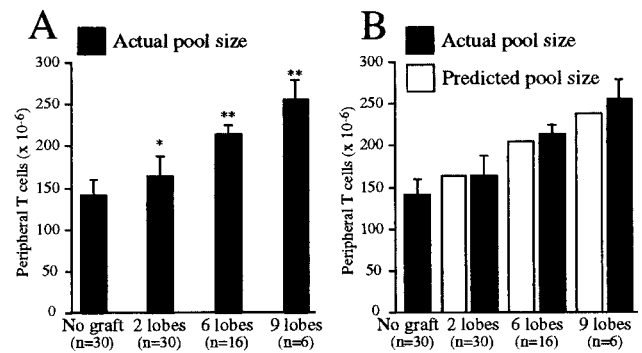 A
Actual pool size
Peripheral T cells (x 10-6)
300
250
200
150
100
50
0
*
**
**
No graft 2 lobes 6 lobes 9 lobes
(n=30) (n=30) (n=16) (n=6)
B
Actual pool size
Predicted pool size
Peripheral T cells (x 10-6)
300
250
200
150
100
50
0
No graft 2 lobes 6 lobes 9 lobes
(n=30) (n=30) (n=16) (n=6)